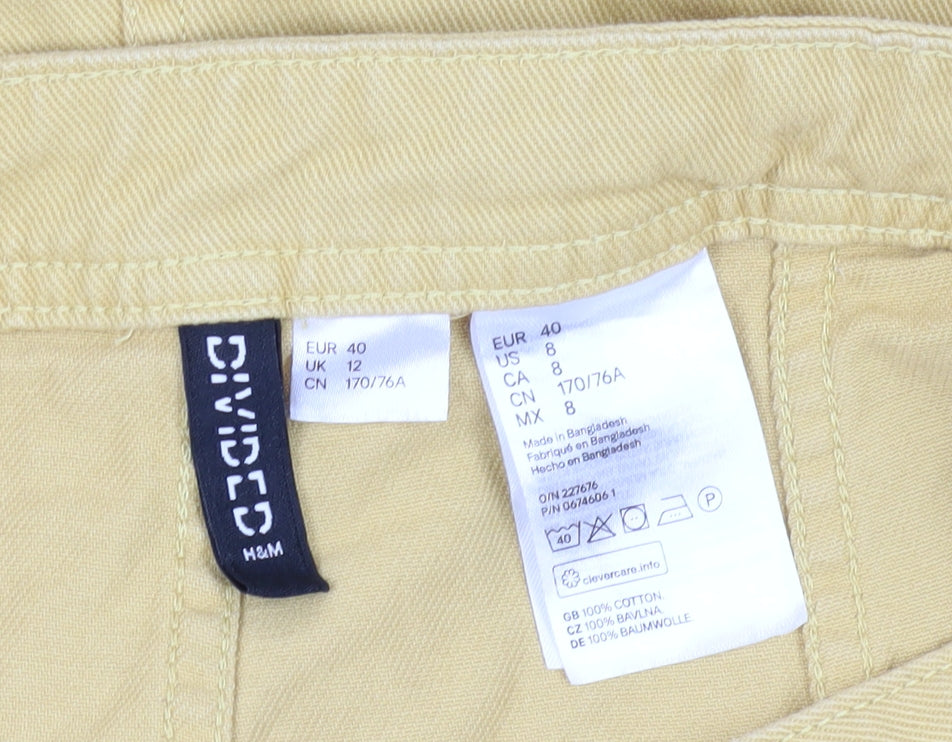 DIVIDED
H&M
EUR 40
UK 12
CN 170/76A
EUR 40
US 8
CA 8
CN 170/76A
MX 8
Made in Bangladesh
Fabriqué en Bangladesh
Hecho en Bangladesh
O/N 227676
P/N 0674606 1
40
P
clevercare.info
GB 100% COTTON
CZ 100% BAVLNA
DE 100% BAUMWOLLE